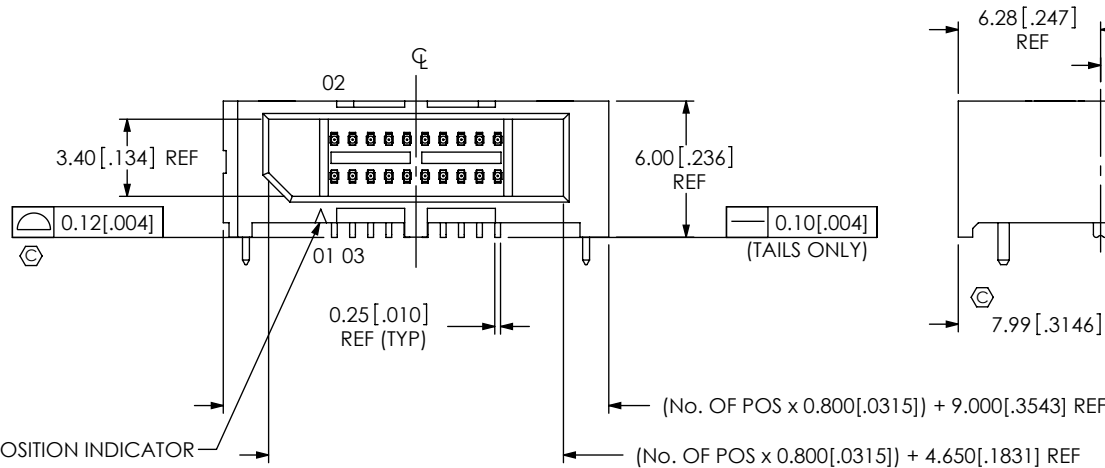 6.28[.247]
REF
℄
02
3.40[.134] REF
6.00[.236]
REF
0.12[.004]
C
0.10[.004]
(TAILS ONLY)
01 03
0.25[.010]
REF (TYP)
C
7.99[.3146]
(No. OF POS x 0.800[.0315]) + 9.000[.3543] REF
OSITION INDICATOR
(No. OF POS x 0.800[.0315]) + 4.650[.1831] REF